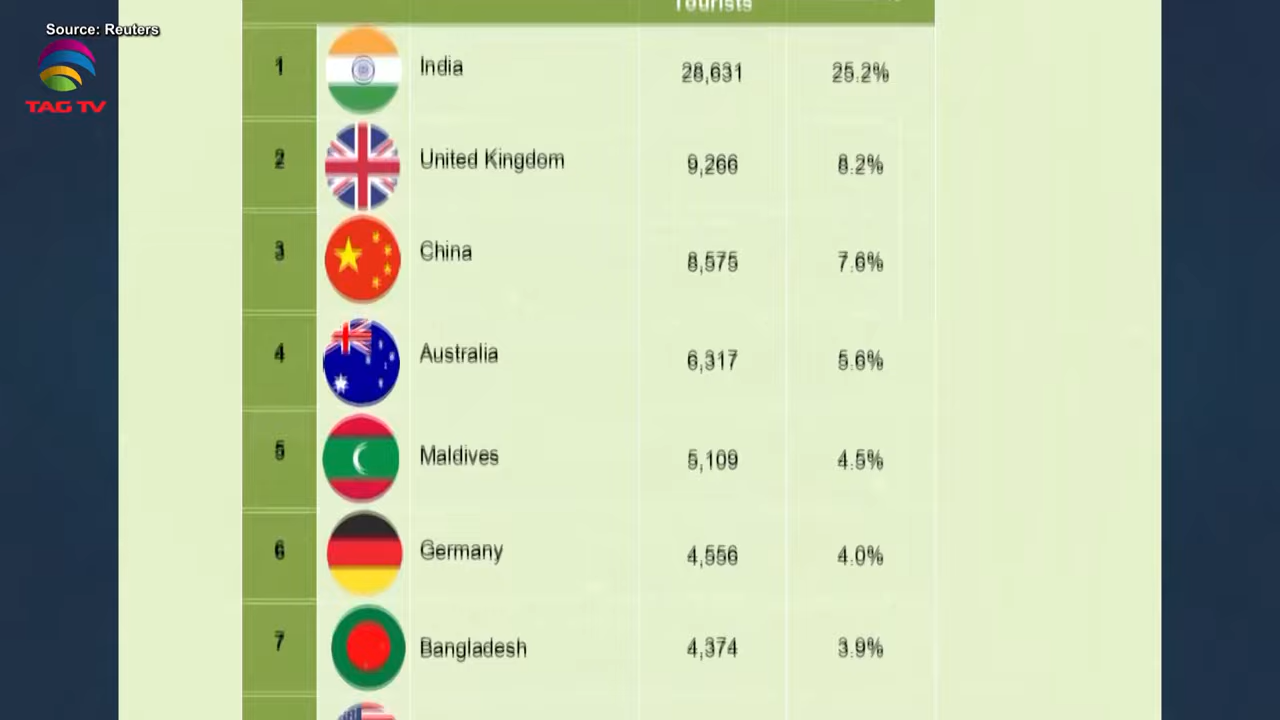 Tourists
Source: Reuters
TAG TV
1 India 28,631 25.2%
2 United Kingdom 9,266 8.2%
3 China 8,575 7.6%
4 Australia 6,317 5.6%
5 Maldives 5,109 4.5%
6 Germany 4,556 4.0%
7 Bangladesh 4,374 3.9%